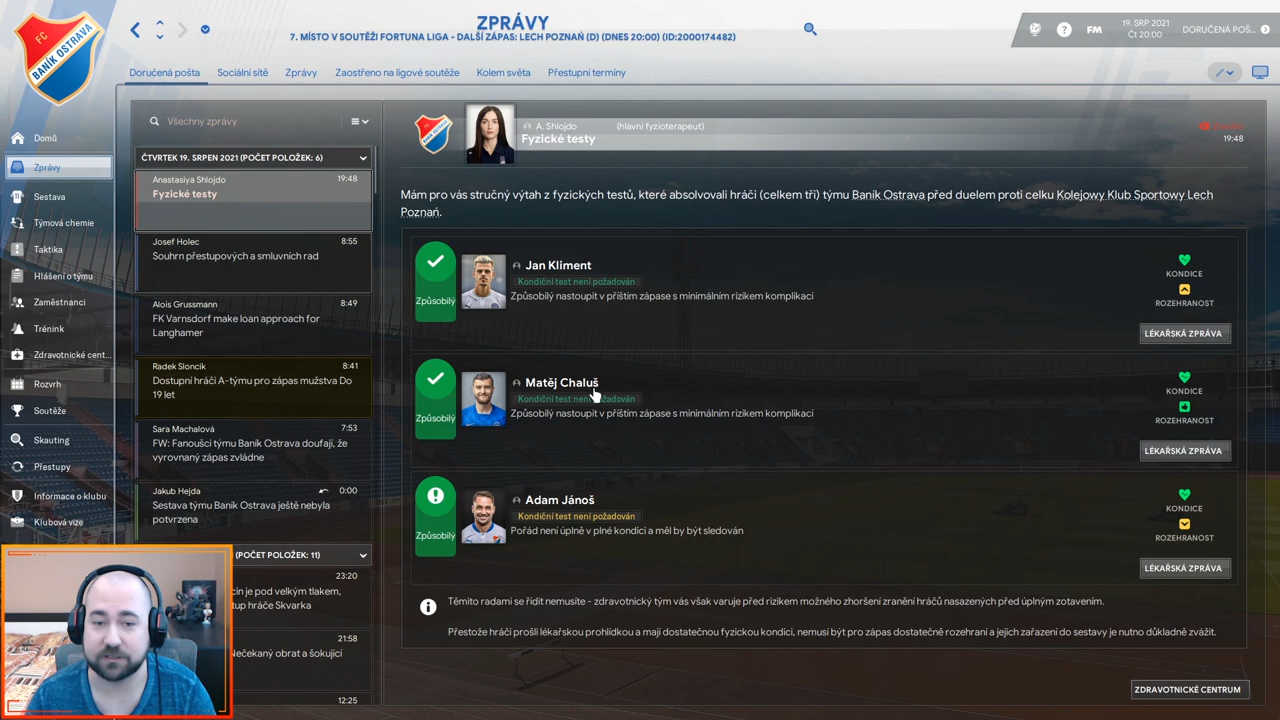 FC
BANÍK OSTRAVA
ZPRÁVY
7. MÍSTO V SOUTĚŽI FORTUNA LIGA - DALŠÍ ZÁPAS: LECH POZNAŃ (D) (DNES 20:00) (ID:2000174482)
FM
19. SRP 2021
Čt 20:00
DORUČENÁ POŠ...
Doručená pošta
Sociální sítě
Zprávy
Zaostřeno na ligové soutěže
Kolem světa
Přestupní termíny
Domů
Zprávy
Sestava
Týmová chemie
Taktika
Hlášení o týmu
Zaměstnanci
Trénink
Zdravotnické cent...
Rozvrh
Soutěže
Skauting
Přestupy
Informace o klubu
Klubová vize
Všechny zprávy
ČTVRTEK 19. SRPEN 2021 (POČET POLOŽEK: 6)
Anastasiya Shlojdo 19:48
Fyzické testy
Josef Holec 8:55
Souhrn přestupových a smluvních rad
Alois Grussmann 8:49
FK Varnsdorf make loan approach for
Langhamer
Radek Sloncik 8:41
Dostupní hráči A-týmu pro zápas mužstva Do
19 let
Sara Machalová 7:53
FW: Fanoušci týmu Baník Ostrava doufají, že
vyrovnaný zápas zvládne
Jakub Hejda 0:00
Sestava týmu Baník Ostrava ještě nebyla
potvrzena
(POČET POLOŽEK: 11)
23:20
cin je pod velkým tlakem,
tup hráče Skvarka
21:58
Nečekaný obrat a šokující
12:25
A. Shlojdo (hlavní fyzioterapeut)
Fyzické testy
19:48
Mám pro vás stručný výtah z fyzických testů, které absolvovali hráči (celkem tři) týmu Baník Ostrava před duelem proti celku Kolejowy Klub Sportowy Lech
Poznań.
Způsobilý
Jan Kliment
Kondiční test není požadován
Způsobilý nastoupit v příštím zápase s minimálním rizikem komplikací
KONDICE
ROZEHRANOST
LÉKAŘSKÁ ZPRÁVA
Způsobilý
Matěj Chaluš
Kondiční test není požadován
Způsobilý nastoupit v příštím zápase s minimálním rizikem komplikací
KONDICE
ROZEHRANOST
LÉKAŘSKÁ ZPRÁVA
Způsobilý
Adam Jánoš
Kondiční test není požadován
Pořád není úplně v plné kondici a měl by být sledován
KONDICE
ROZEHRANOST
LÉKAŘSKÁ ZPRÁVA
Těmito radami se řídit nemusíte - zdravotnický tým vás však varuje před rizikem možného zhoršení zranění hráčů nasazených před úplným zotavením.
Přestože hráči prošli lékařskou prohlídkou a mají dostatečnou fyzickou kondici, nemusí být pro zápas dostatečně rozehraní a jejich zařazení do sestavy je nutno důkladně zvážit.
ZDRAVOTNICKÉ CENTRUM